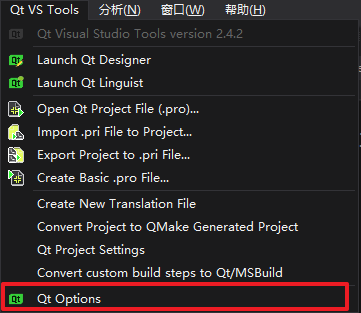 Qt VS Tools 分析(N) 窗口(W) 帮助(H)
Qt Qt Visual Studio Tools version 2.4.2
Launch Qt Designer
Launch Qt Linguist
Open Qt Project File (.pro)...
Import .pri File to Project...
Export Project to .pri File...
Create Basic .pro File...
Create New Translation File
Convert Project to QMake Generated Project
Qt Project Settings
Convert custom build steps to Qt/MSBuild
Qt Qt Options